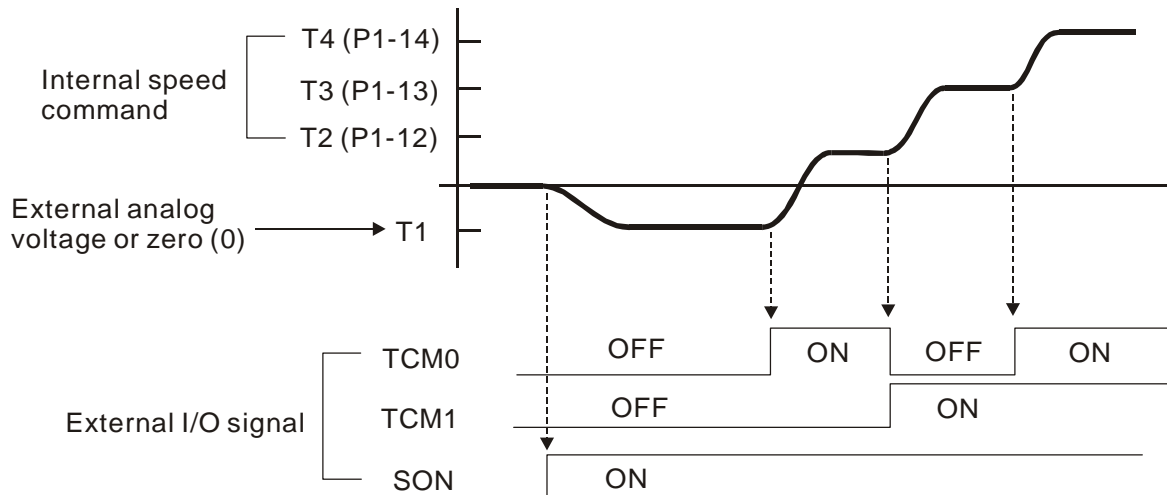 T4 (P1-14)
Internal speed
command
T3 (P1-13)
T2 (P1-12)
External analog
voltage or zero (0)
T1
TCM0
OFF
ON
OFF
ON
External I/O signal
TCM1
OFF
ON
SON
ON